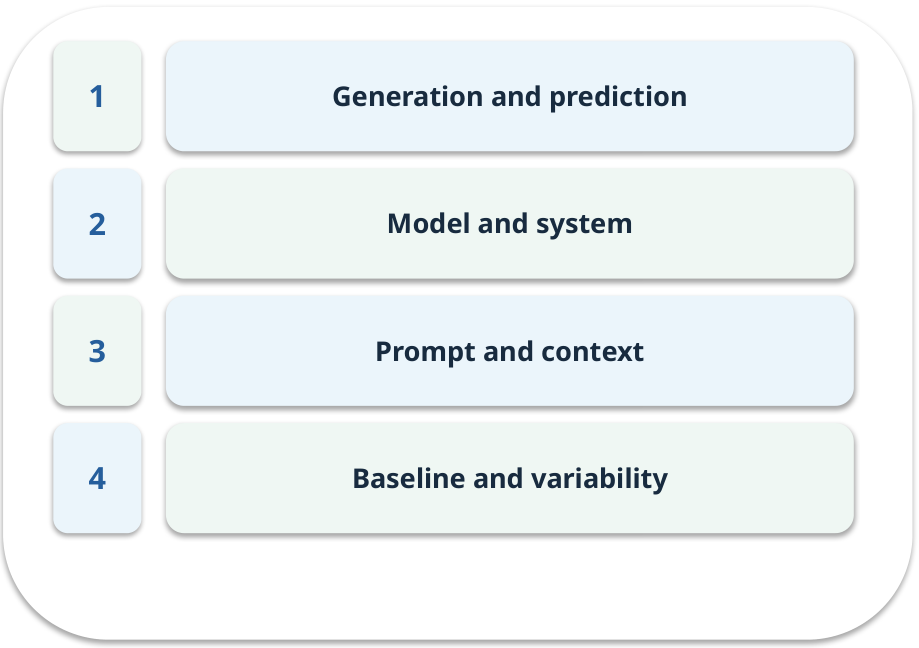 1 Generation and prediction
2 Model and system
3 Prompt and context
4 Baseline and variability